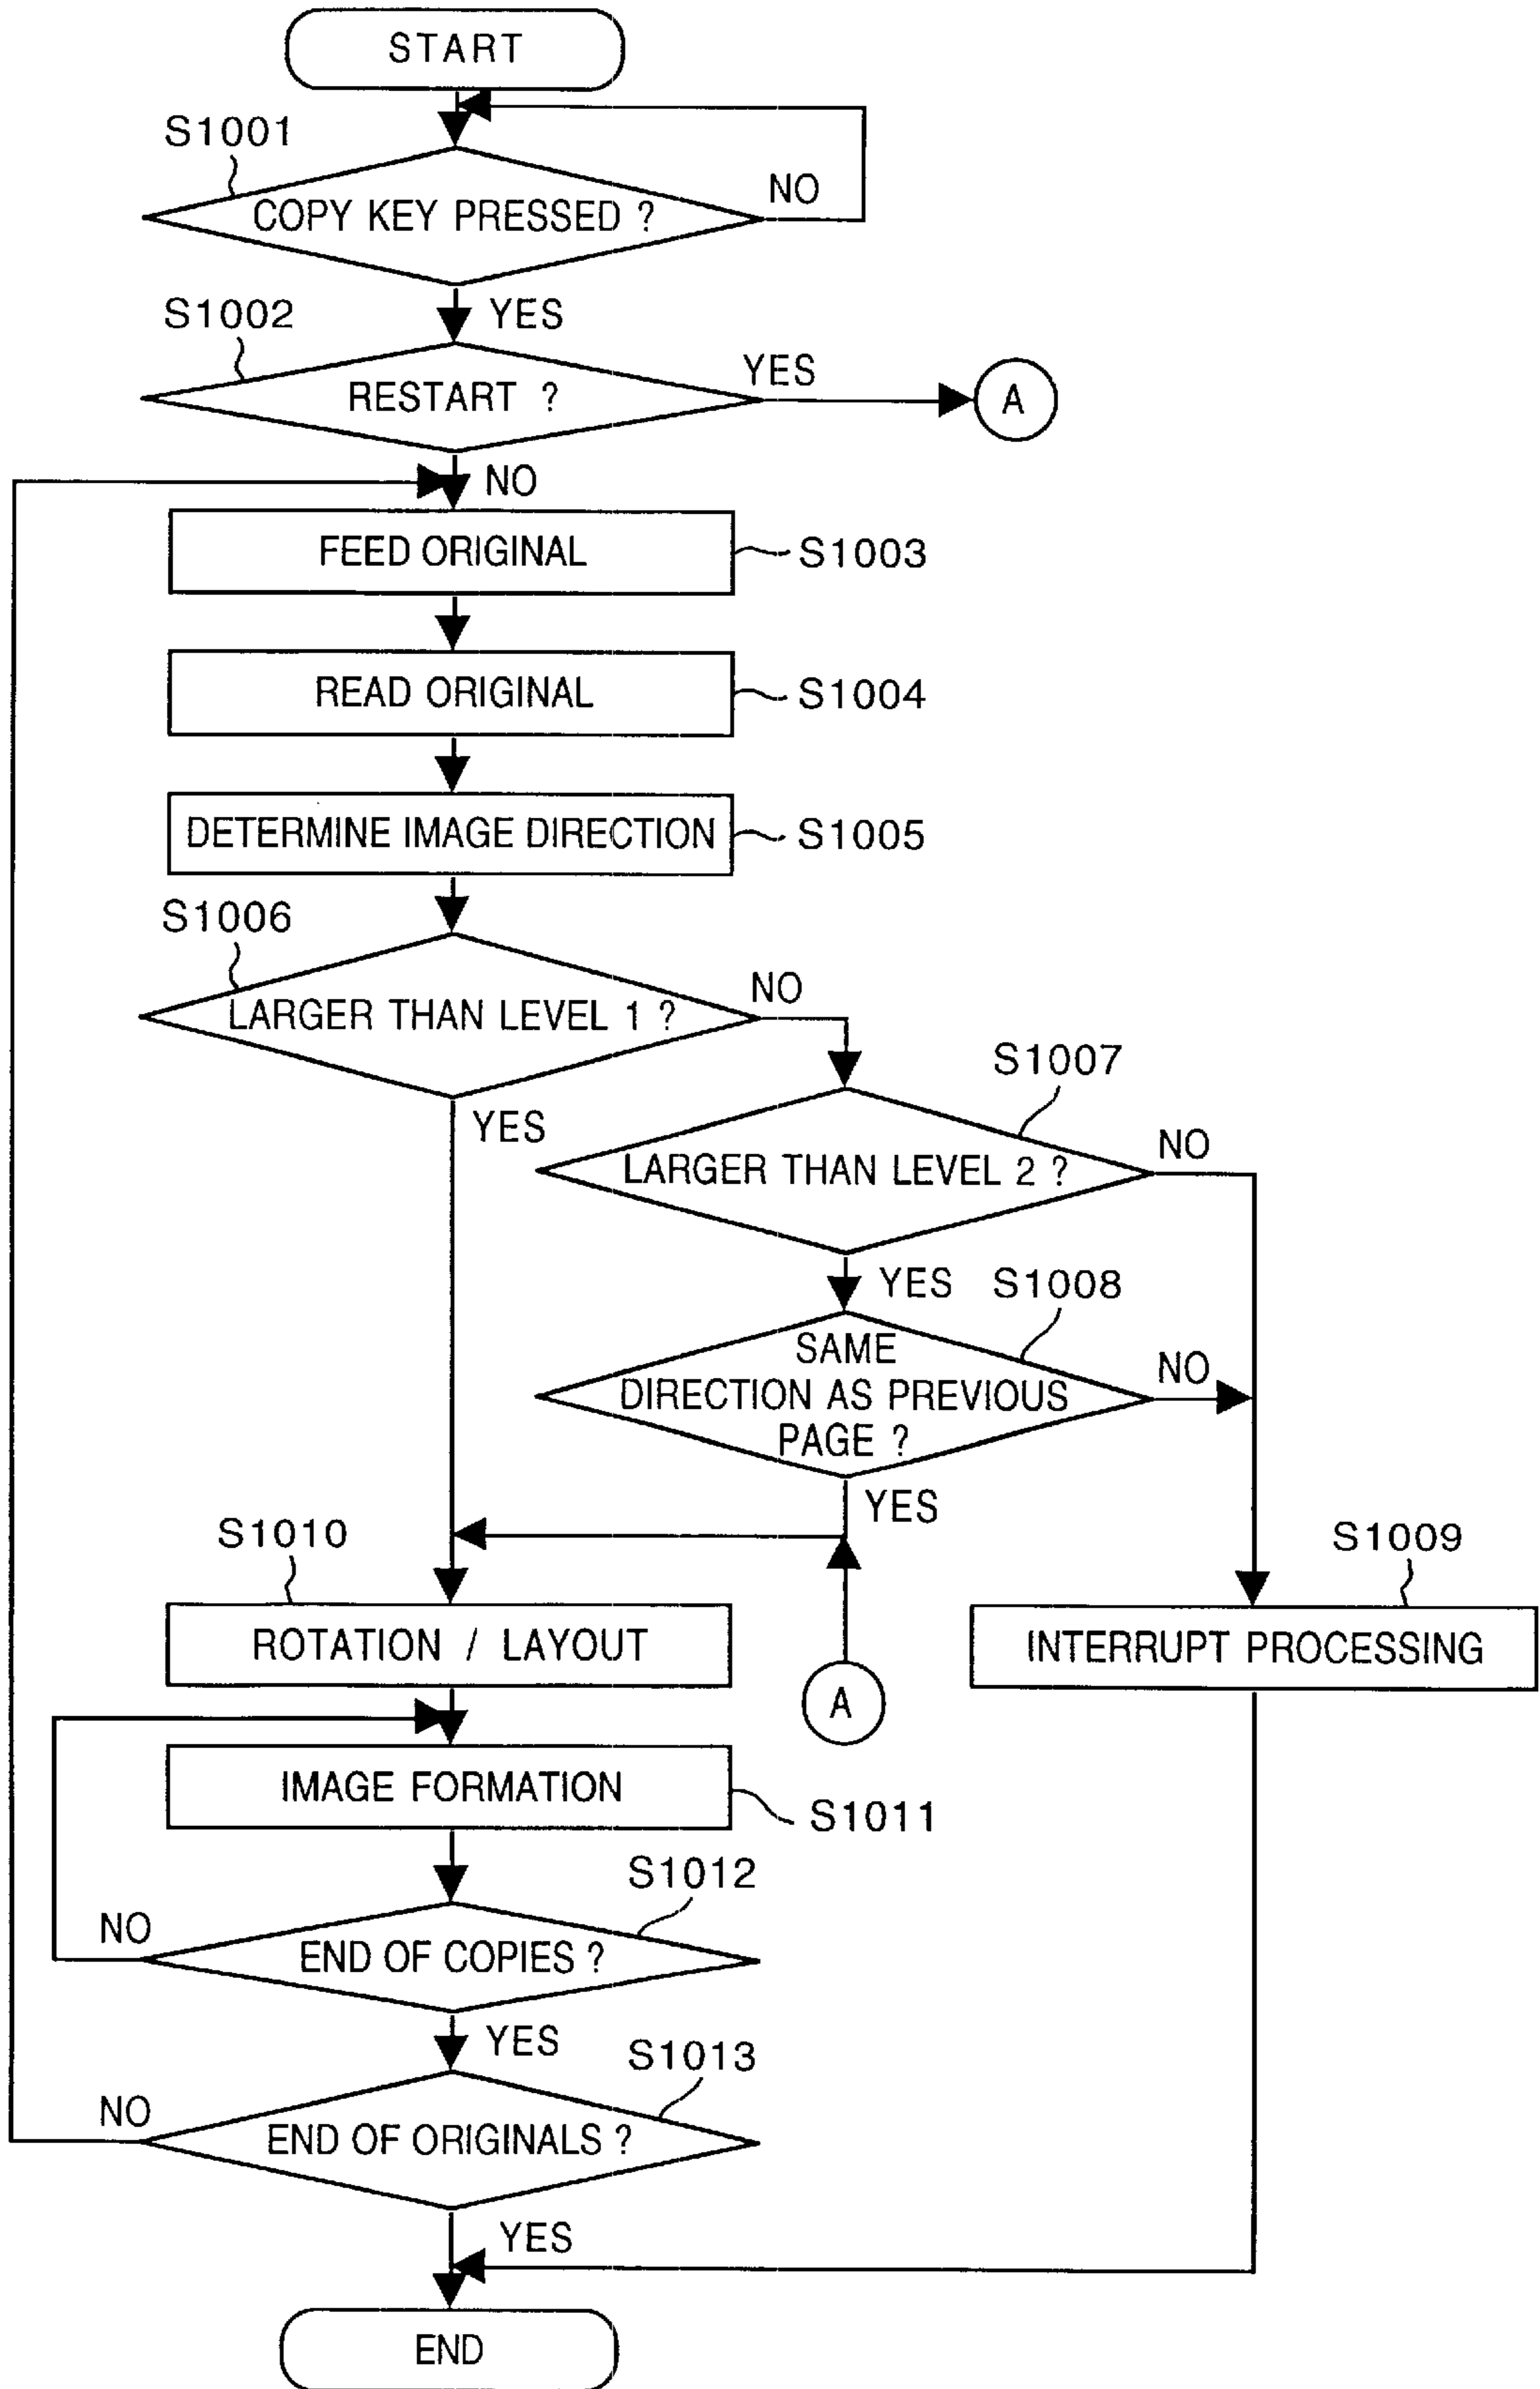 START
S1001
NO
COPY KEY PRESSED ?
S1002
YES
YES
RESTART ?
A
NO
FEED ORIGINAL
S1003
READ ORIGINAL
S1004
DETERMINE IMAGE DIRECTION
S1005
S1006
NO
LARGER THAN LEVEL 1 ?
S1007
YES
NO
LARGER THAN LEVEL 2 ?
YES
S1008
SAME
DIRECTION AS PREVIOUS
PAGE ?
NO
YES
S1010
S1009
ROTATION / LAYOUT
INTERRUPT PROCESSING
A
IMAGE FORMATION
S1011
S1012
NO
END OF COPIES ?
YES
S1013
NO
END OF ORIGINALS ?
YES
END